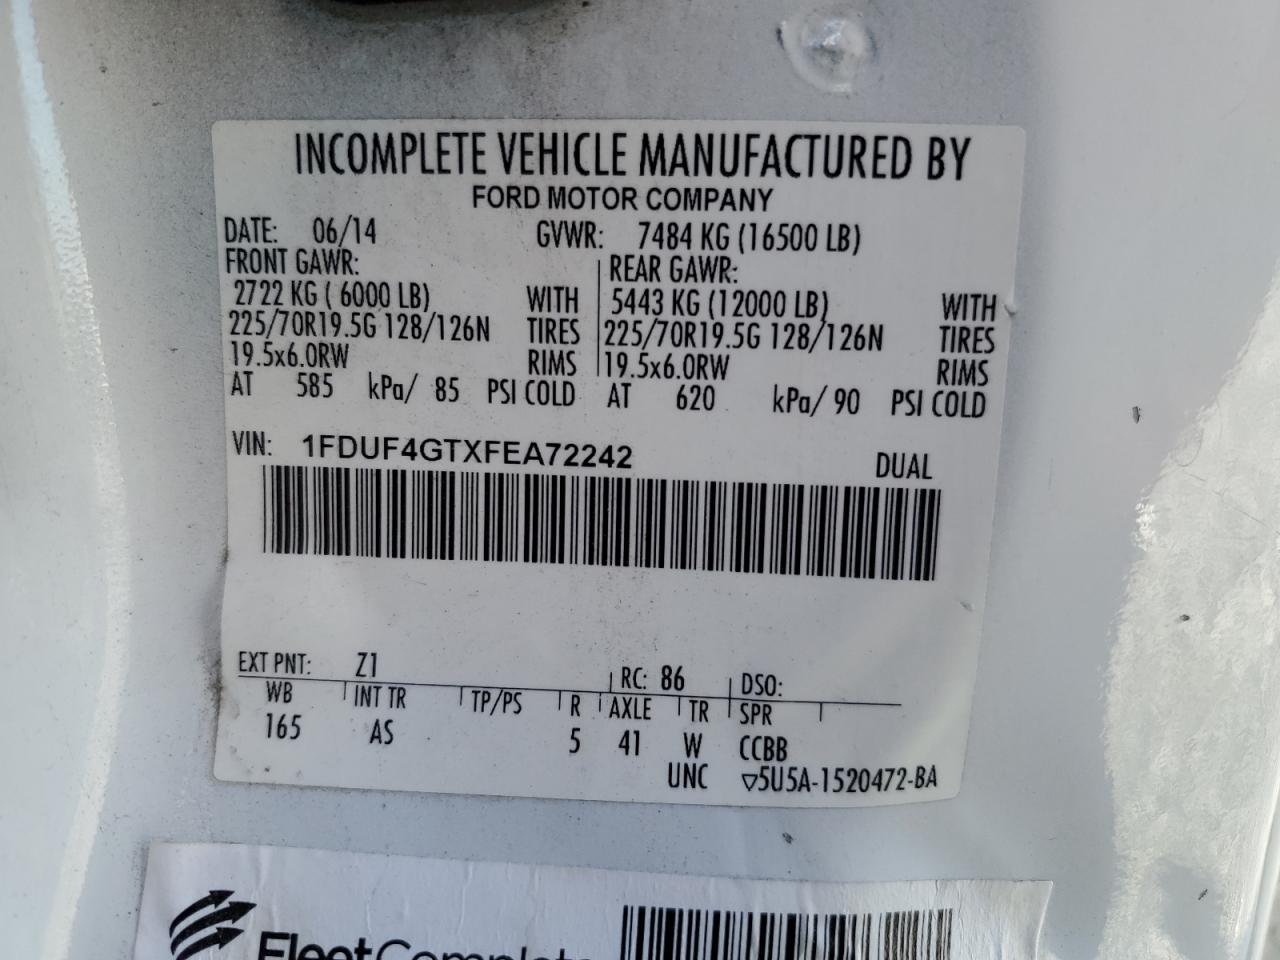 INCOMPLETE VEHICLE MANUFACTURED BY
FORD MOTOR COMPANY
DATE: 06/14 GVWR: 7484 KG (16500 LB)
FRONT GAWR: REAR GAWR:
2722 KG ( 6000 LB) WITH 5443 KG (12000 LB) WITH
225/70R19.5G 128/126N TIRES 225/70R19.5G 128/126N TIRES
19.5x6.0RW RIMS 19.5x6.0RW RIMS
AT 585 kPa/ 85 PSI COLD AT 620 kPa/ 90 PSI COLD
VIN: 1FDUF4GTXFEA72242 DUAL
EXT PNT: Z1 RC: 86 DSO:
WB INT TR TP/PS R AXLE TR SPR
165 AS 5 41 W CCBB
UNC ▽5U5A-1520472-BA
FleetComplete